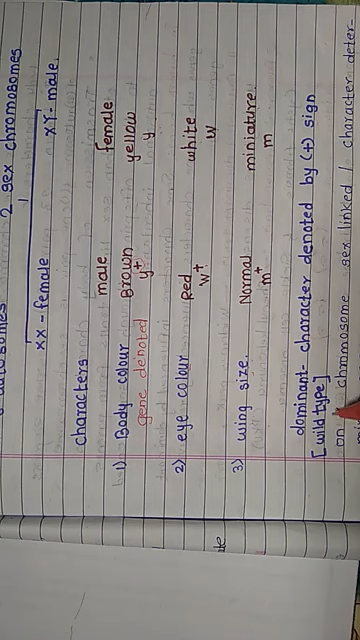 autosomes
2 sex chromosomes
XX - female XY - male
characters male female
1) Body colour Brown yellow
gene denoted y+ y
2) eye colour Red white
w+ w
3) wing size. Normal miniature
m+ m
dominant - character denoted by (+) sign
[wild type]
on chromosome sex linked / character deter-